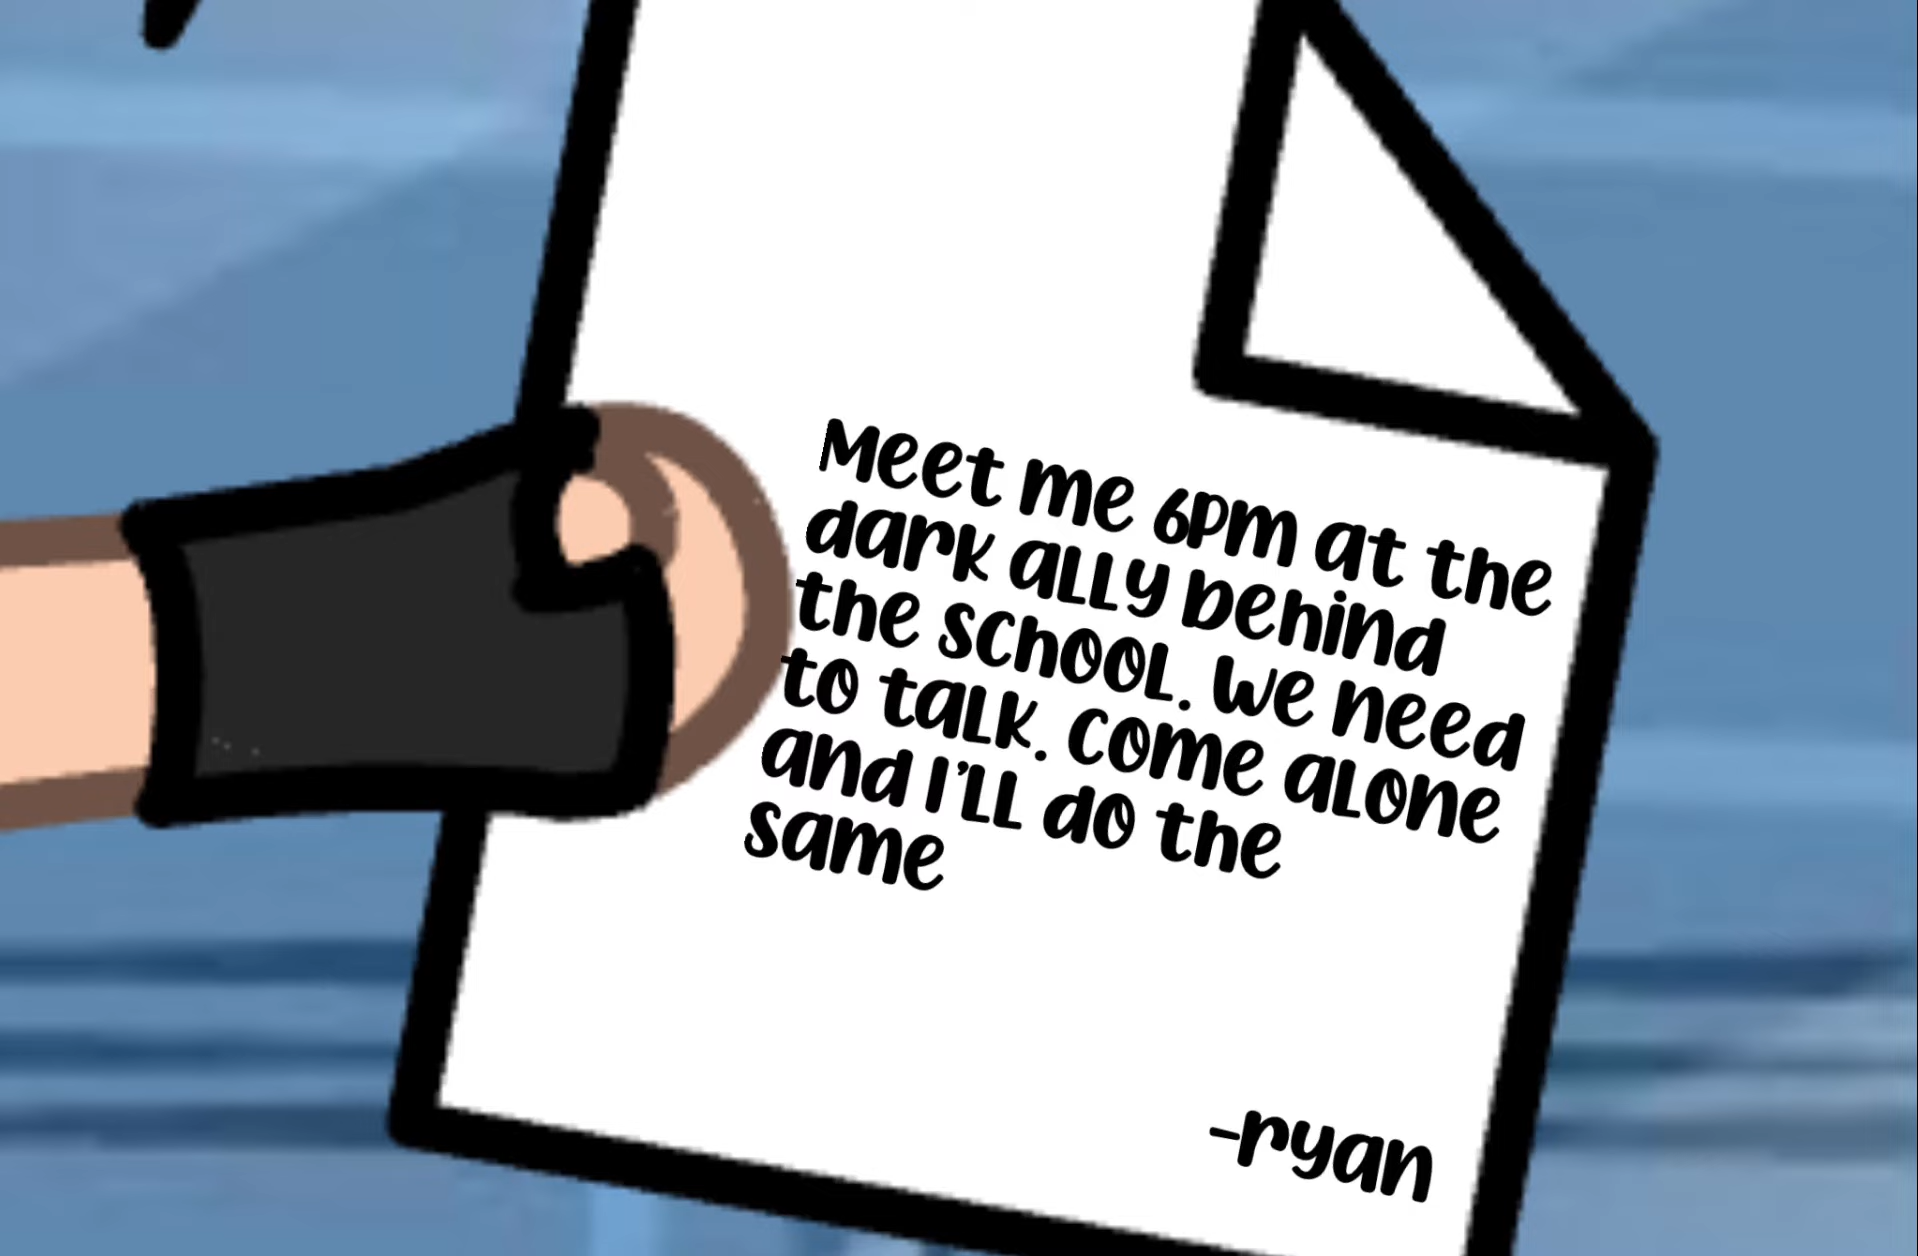 Meet me 6pm at the
dark ally behind
the school. We need
to talk. Come alone
and I'll do the
same
-ryan